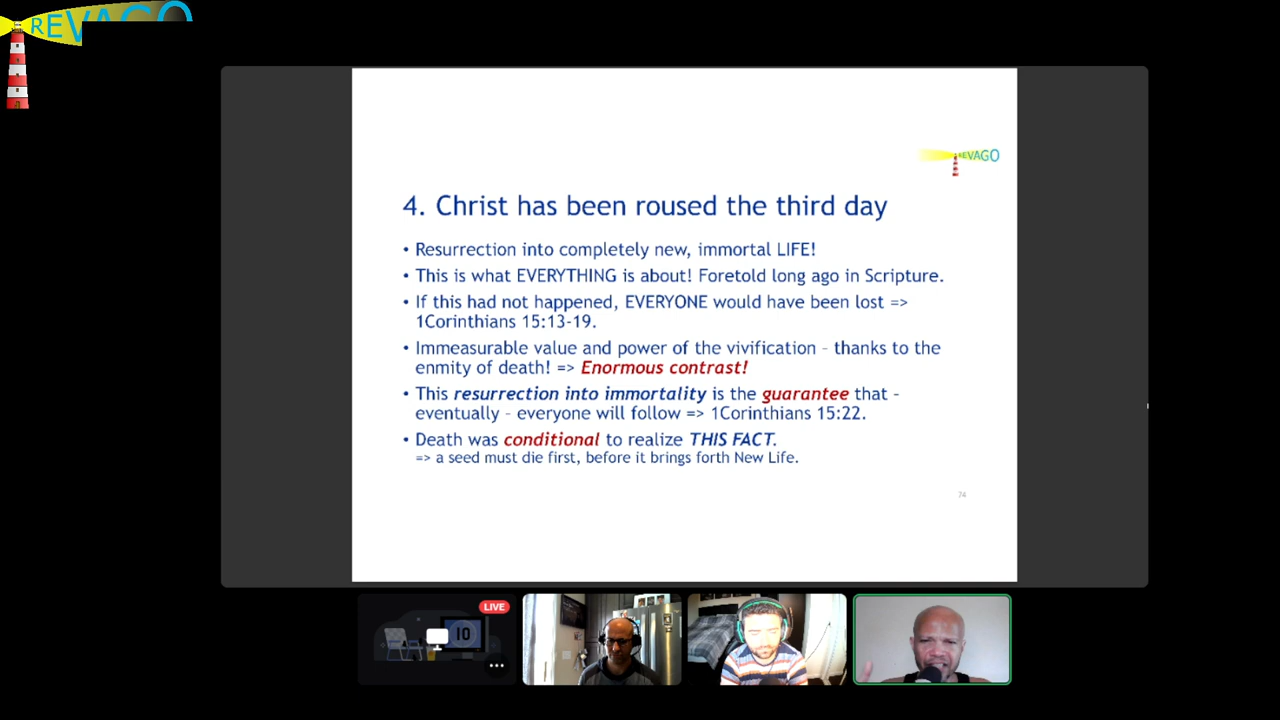 REVAGO
REVAGO
4. Christ has been roused the third day
• Resurrection into completely new, immortal LIFE!
• This is what EVERYTHING is about! Foretold long ago in Scripture.
• If this had not happened, EVERYONE would have been lost =>
1Corinthians 15:13-19.
• Immeasurable value and power of the vivification – thanks to the
enmity of death! => Enormous contrast!
• This resurrection into immortality is the guarantee that –
eventually – everyone will follow => 1Corinthians 15:22.
• Death was conditional to realize THIS FACT.
=> a seed must die first, before it brings forth New Life.
74
LIVE
10